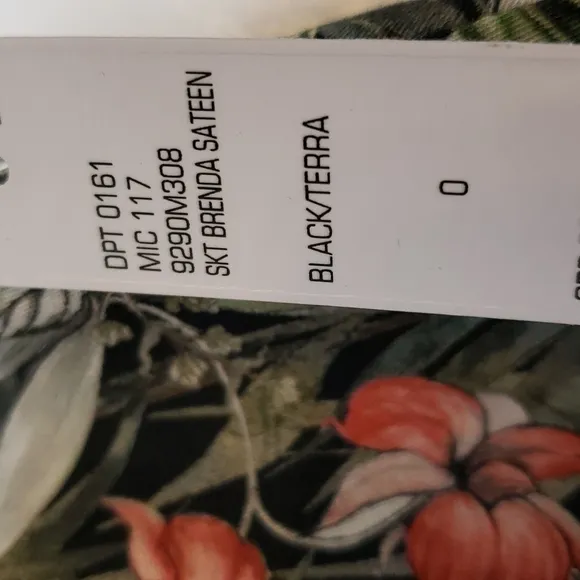 DPT 0161
MIC 117
9290M308
SKT BRENDA SATEEN
BLACK/TERRA
0